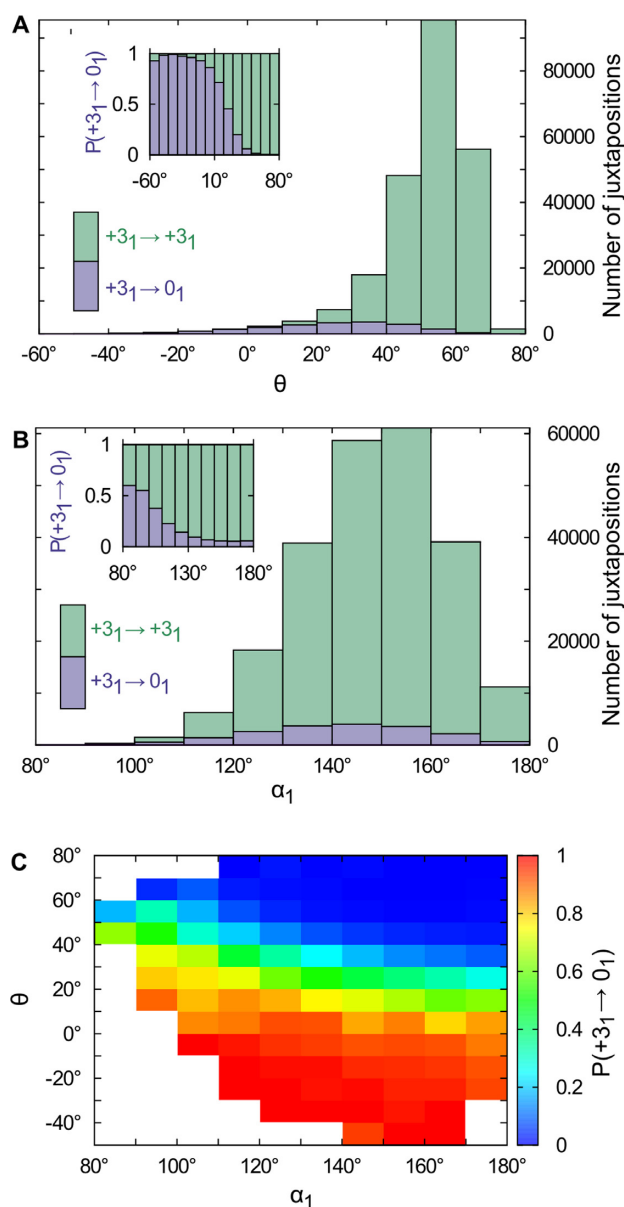 A
P(+3₁→ 0₁)
1
0.5
0
-60° 10° 80°
+3₁→ +3₁
+3₁→ 0₁
80000
60000
40000
20000
0
Number of juxtapositions
-60° -40° -20° 0° 20° 40° 60° 80°
θ
B
P(+3₁→ 0₁)
1
0.5
0
80° 130° 180°
+3₁→ +3₁
+3₁→ 0₁
60000
40000
20000
0
Number of juxtapositions
80° 100° 120° 140° 160° 180°
α₁
C
θ
80°
60°
40°
20°
0°
-20°
-40°
80° 100° 120° 140° 160° 180°
α₁
1
0.8
0.6
0.4
0.2
0
P(+3₁→ 0₁)